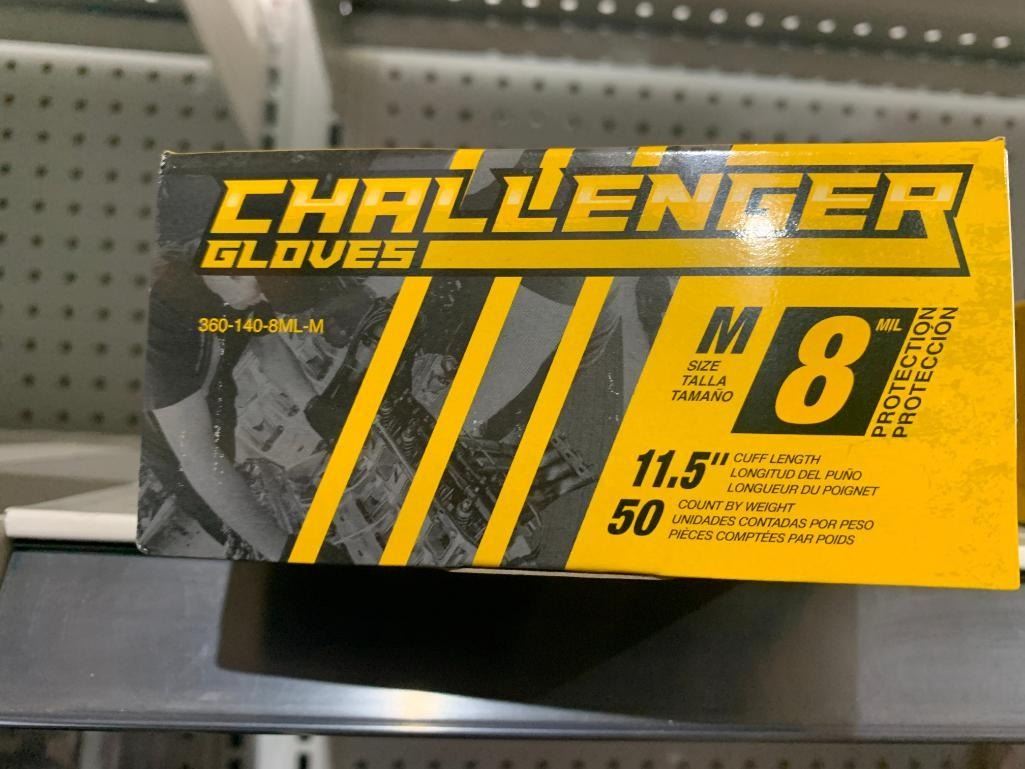 CHALLENGER
GLOVES
360-140-8ML-M
M
SIZE
TALLA
TAMAÑO
8 MIL
PROTECTION
PROTECCIÓN
11.5" CUFF LENGTH
LONGITUD DEL PUÑO
LONGUEUR DU POIGNET
50 COUNT BY WEIGHT
UNIDADES CONTADAS POR PESO
PIÈCES COMPTÉES PAR POIDS